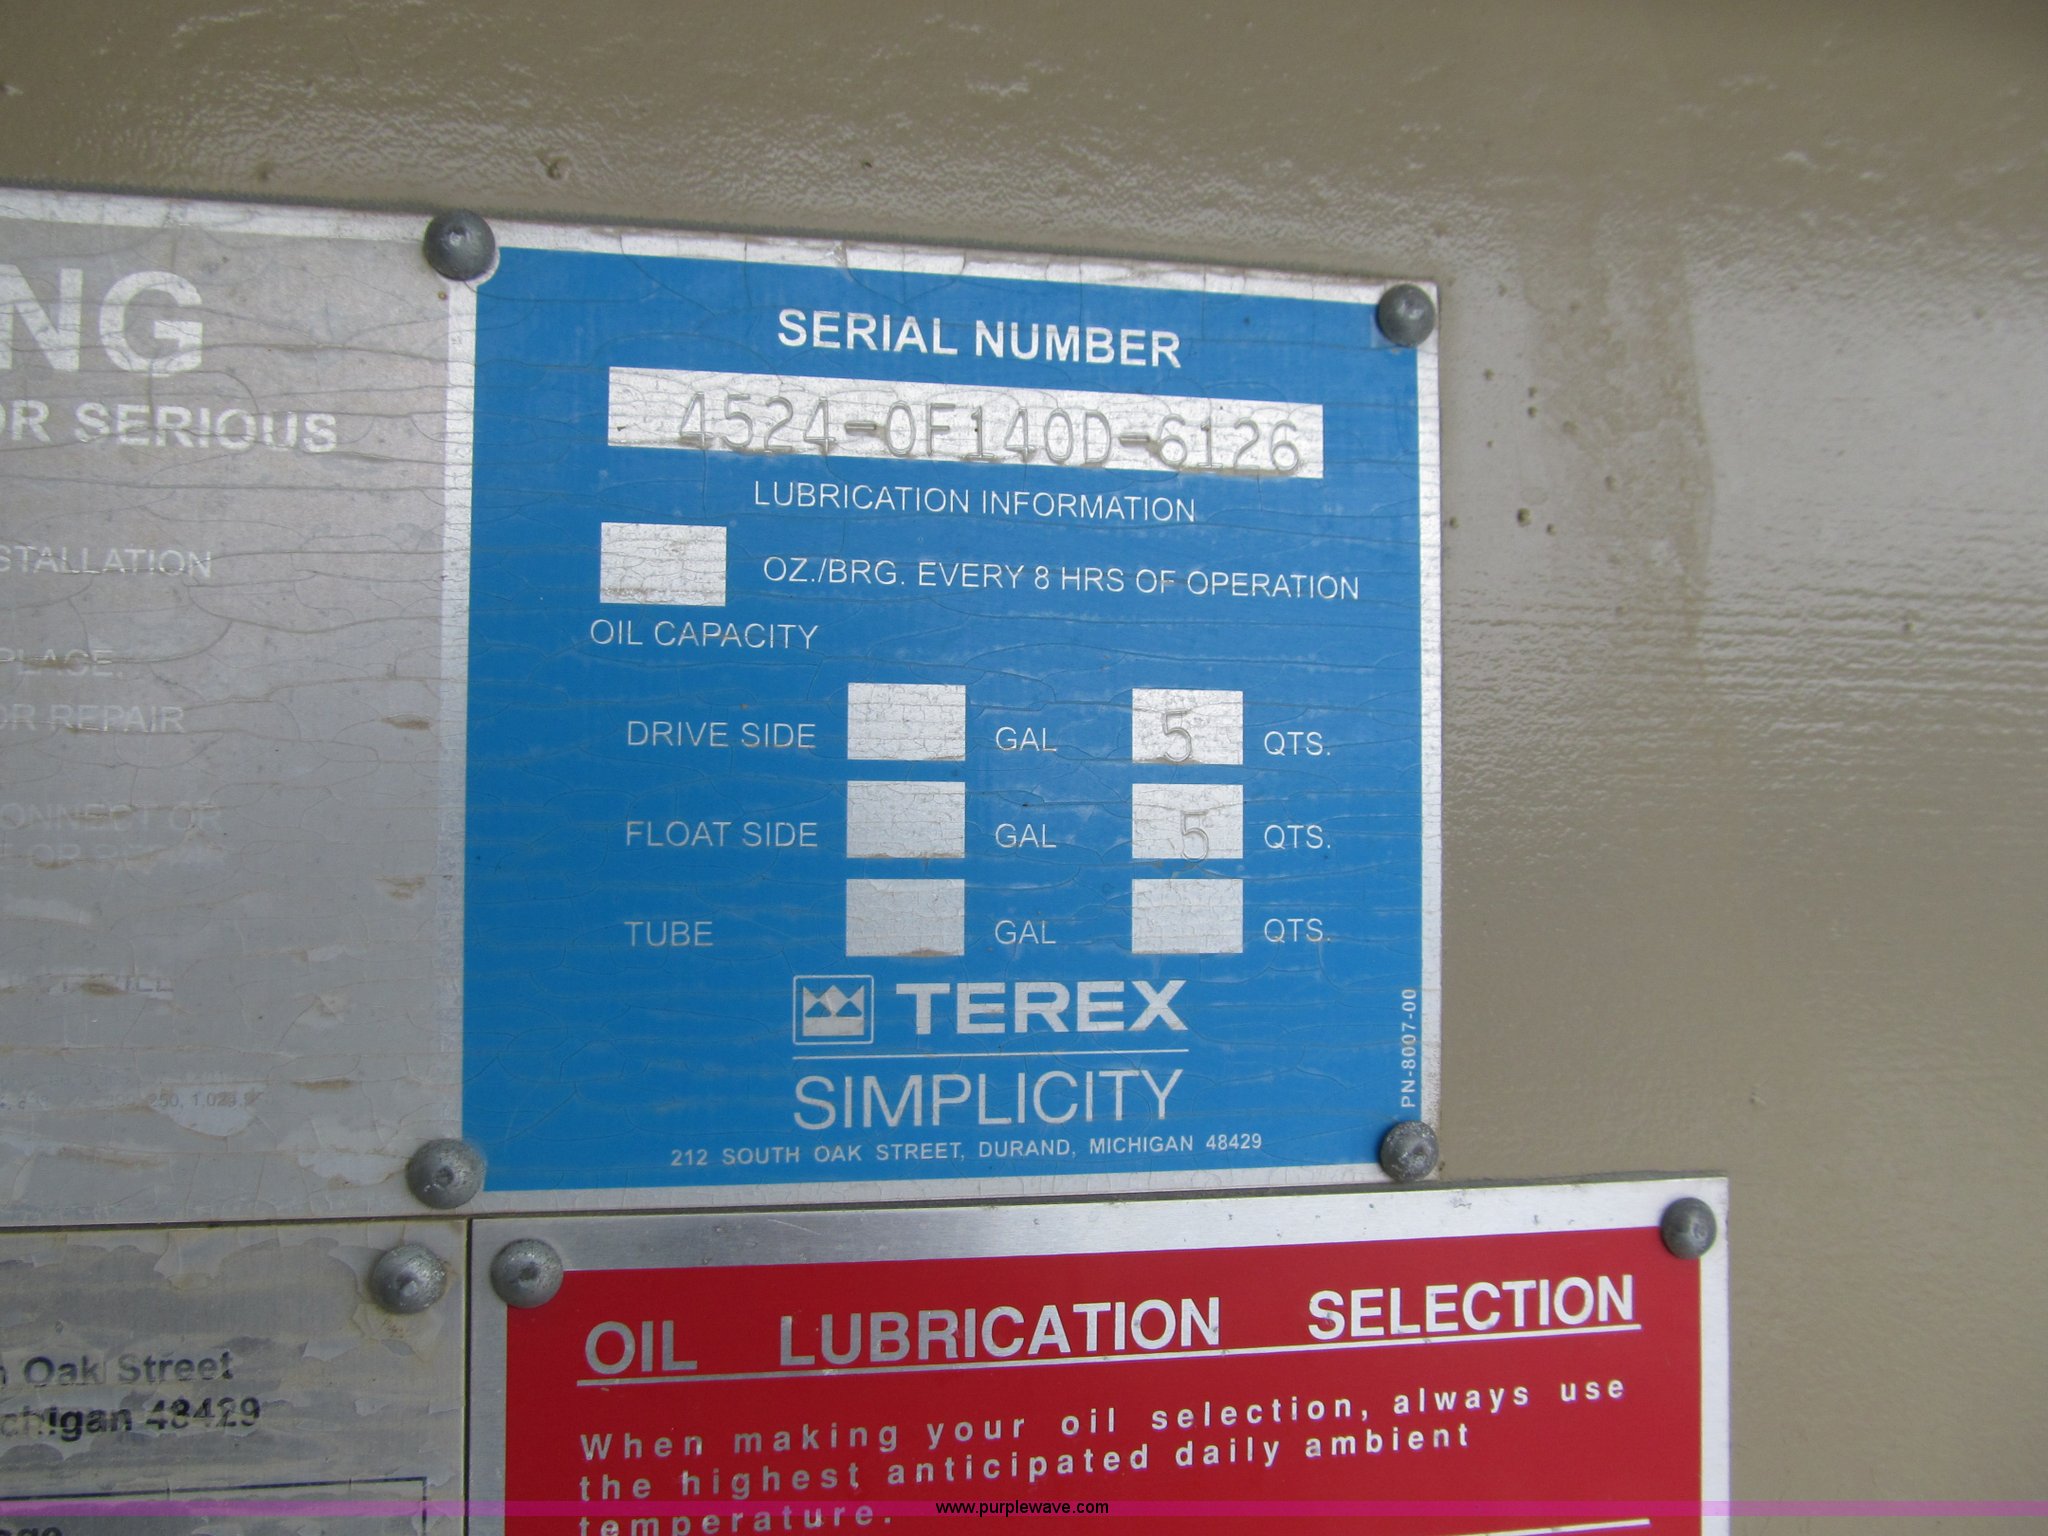 NG
OR SERIOUS
STALLATION
PLACE.
OR REPAIR
CONNECT OR
SERIAL NUMBER
4524-0F140D-6126
LUBRICATION INFORMATION
OZ./BRG. EVERY 8 HRS OF OPERATION
OIL CAPACITY
DRIVE SIDE GAL 5 QTS.
FLOAT SIDE GAL 5 QTS.
TUBE GAL QTS.
TEREX
SIMPLICITY
212 SOUTH OAK STREET, DURAND, MICHIGAN 48429
PN-8007-00
Oak Street
chigan 48429
OIL LUBRICATION SELECTION
When making your oil selection, always use
the highest anticipated daily ambient
temperature.
www.purplewave.com